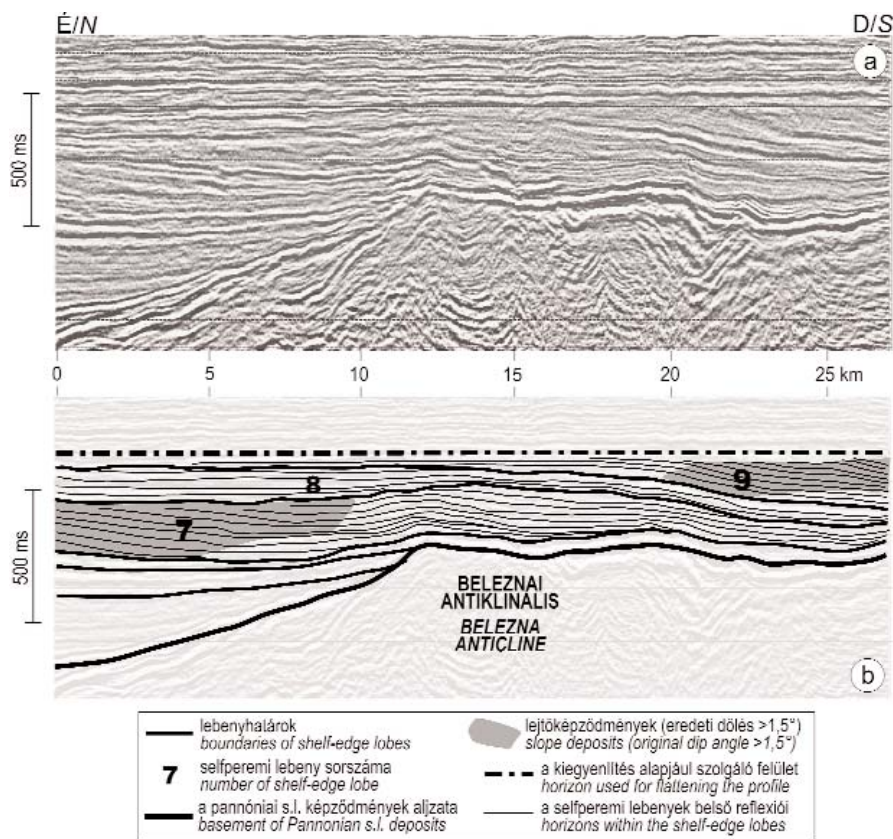 É/N
D/S
a
500 ms
0 5 10 15 20 25 km
8
9
7
500 ms
BELEZNAI
ANTIKLINÁLIS
BELEZNA
ANTICLINE
b
lebenyhatárok
boundaries of shelf-edge lobes
7 selfperemi lebeny sorszáma
number of shelf-edge lobe
a pannóniai s.l. képződmények aljzata
basement of Pannonian s.l. deposits
lejtőképződmények (eredeti dőlés >1,5°)
slope deposits (original dip angle >1,5°)
a kiegyenlítés alapjául szolgáló felület
horizon used for flattening the profile
a selfperemi lebenyek belső reflexiói
horizons within the shelf-edge lobes